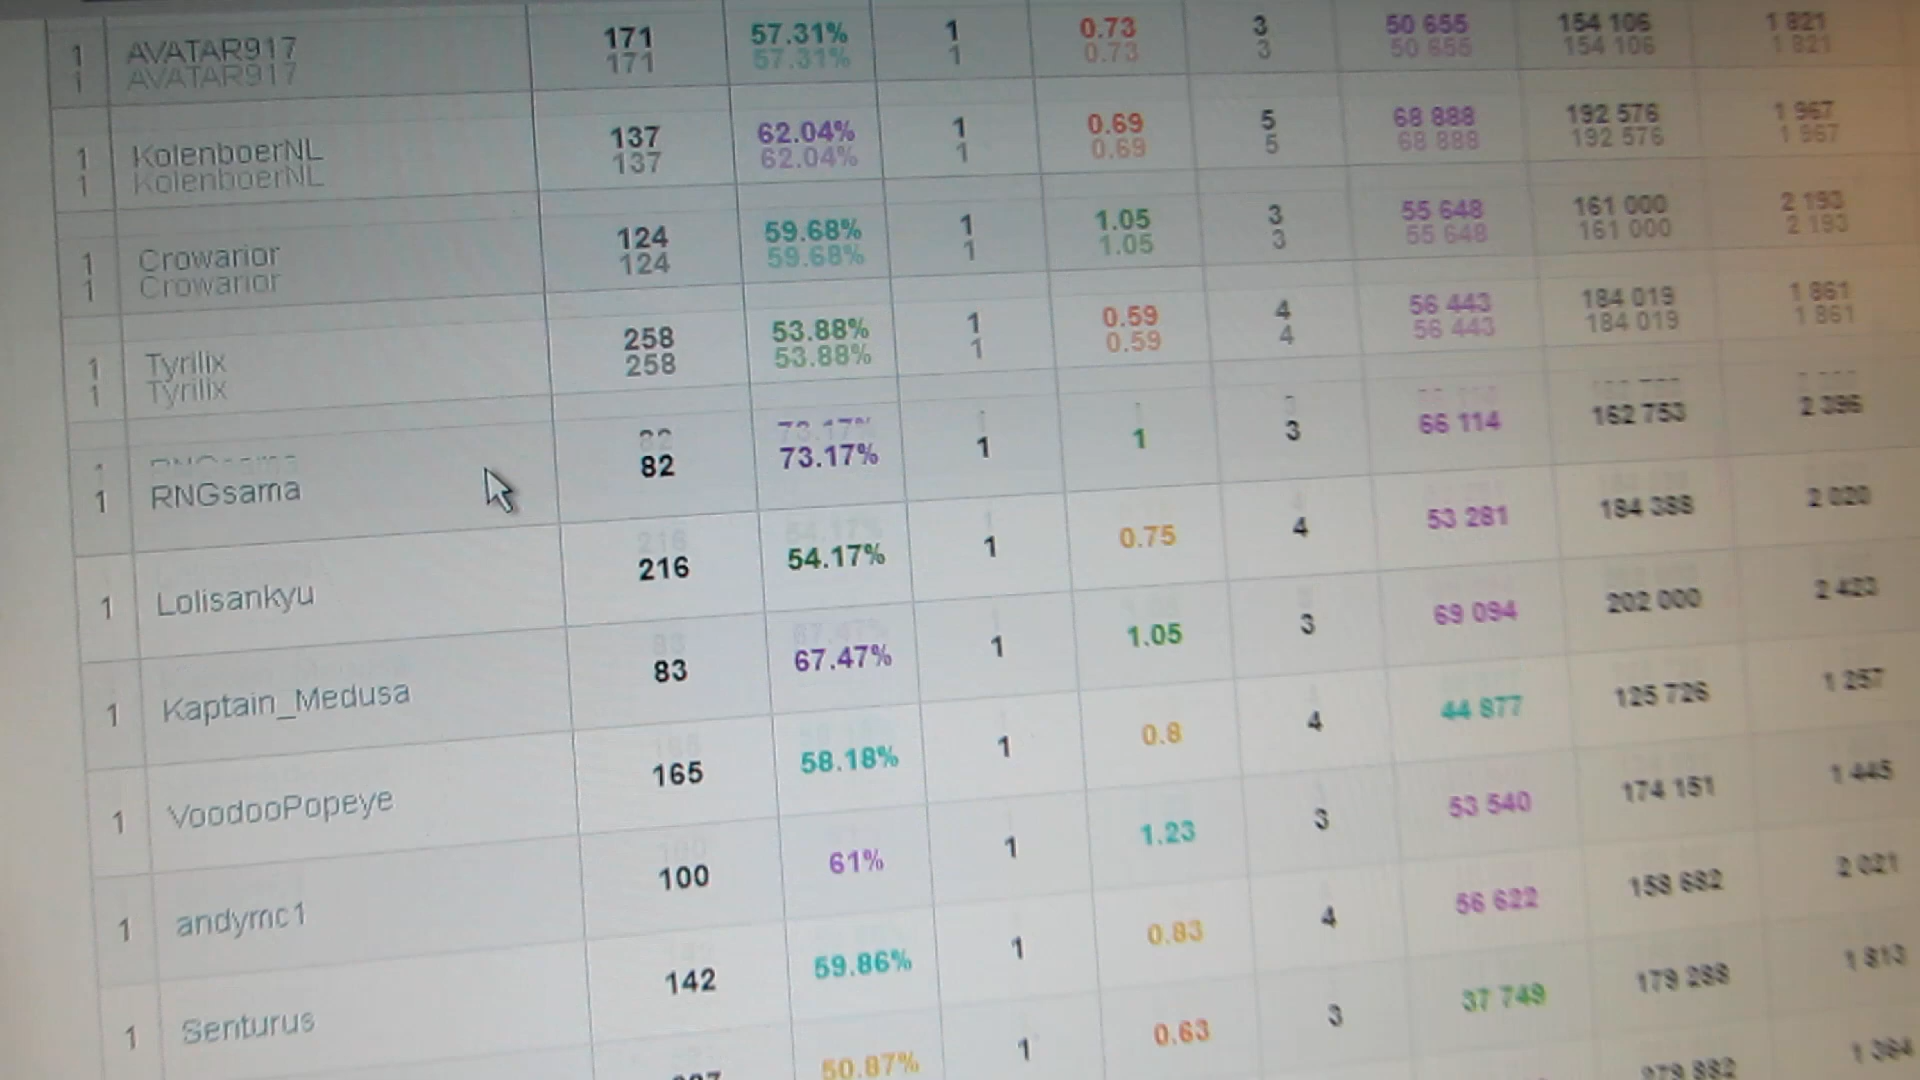 1 AVATAR917 171 57.31% 1 0.73 3 50 655 154 106 1 821
1 KolenboerNL 137 62.04% 1 0.69 5 68 888 192 576 1 967
1 Crowarior 124 59.68% 1 1.05 3 55 648 161 000 2 193
1 Tyrilix 258 53.88% 1 0.59 4 56 443 184 019 1 861
1 RNGsama 82 73.17% 1 1 3 66 114 162 753 2 396
1 Lolisankyu 216 54.17% 1 0.75 4 53 281 184 388 2 020
1 Kaptain_Medusa 83 67.47% 1 1.05 3 69 094 202 000 2 423
1 VoodooPopeye 165 58.18% 1 0.8 4 44 877 125 726 1 257
1 andymc1 100 61% 1 1.23 3 53 540 174 151 1 445
1 Senturus 142 59.86% 1 0.83 4 56 622 158 682 2 021
50.87% 1 0.63 3 37 749 179 288 1 813